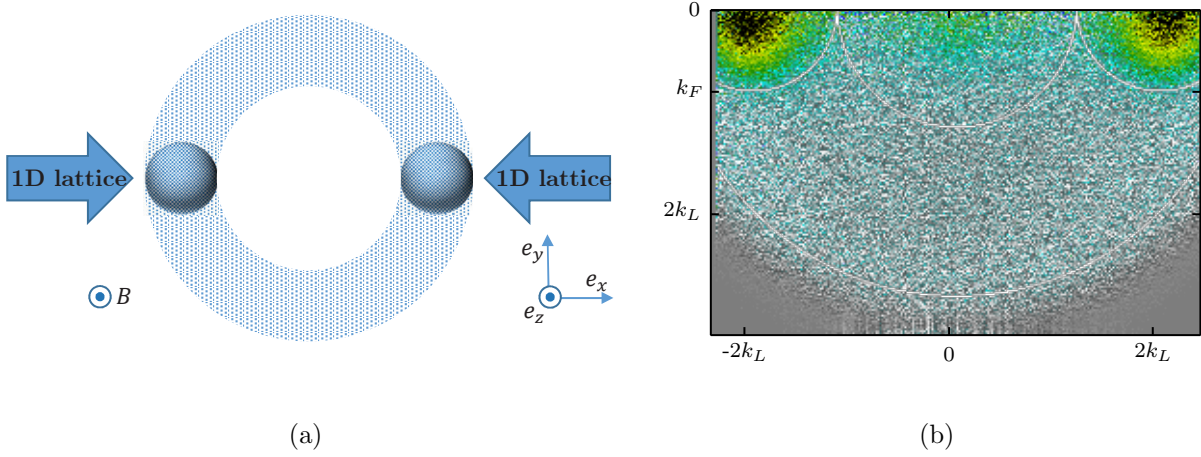 1D lattice
1D lattice
B
e_y
e_x
e_z
(a)
0
k_F
2k_L
-2k_L
0
2k_L
(b)